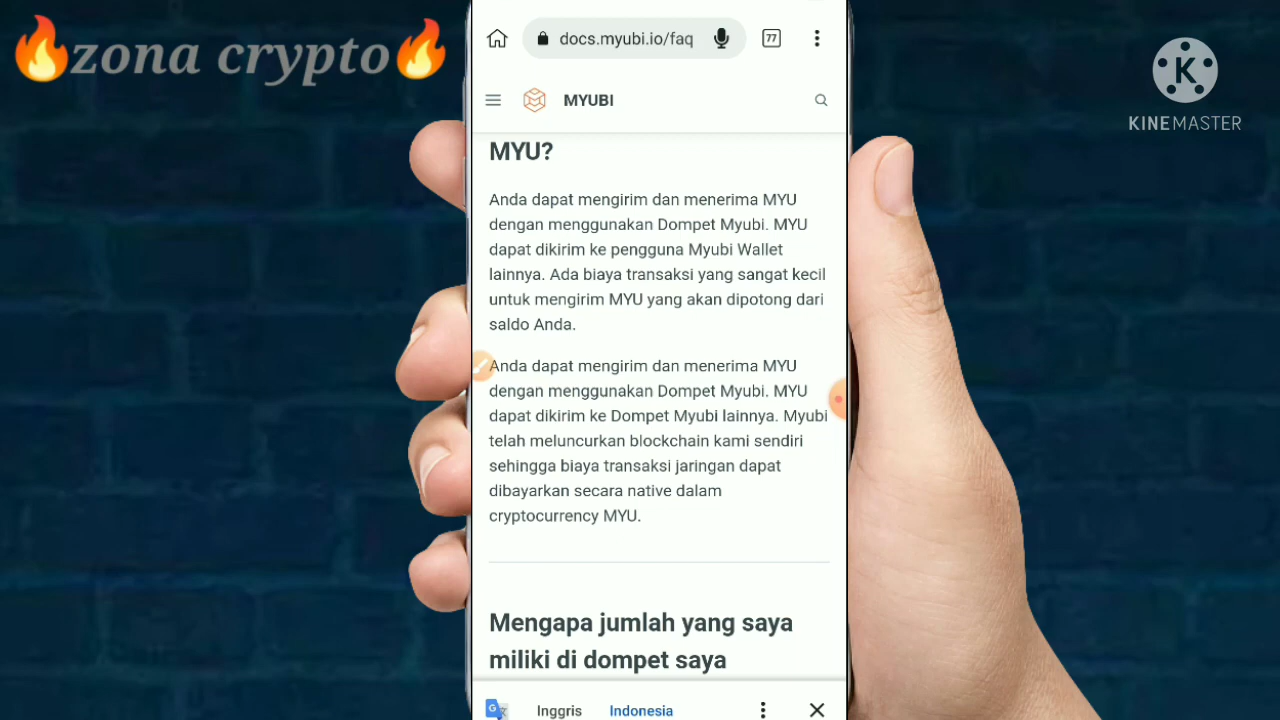 🔥zona crypto🔥
K
KINEMASTER
docs.myubi.io/faq
77
MYUBI
MYU?
Anda dapat mengirim dan menerima MYU
dengan menggunakan Dompet Myubi. MYU
dapat dikirim ke pengguna Myubi Wallet
lainnya. Ada biaya transaksi yang sangat kecil
untuk mengirim MYU yang akan dipotong dari
saldo Anda.
Anda dapat mengirim dan menerima MYU
dengan menggunakan Dompet Myubi. MYU
dapat dikirim ke Dompet Myubi lainnya. Myubi
telah meluncurkan blockchain kami sendiri
sehingga biaya transaksi jaringan dapat
dibayarkan secara native dalam
cryptocurrency MYU.
Mengapa jumlah yang saya
miliki di dompet saya
G Inggris Indonesia